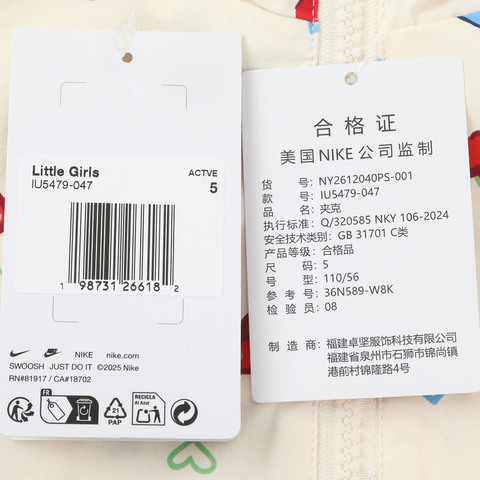 Little Girls
ACTVE
IU5479-047
5
1 98731 26618 2
NIKE nike.com
SWOOSH JUST DO IT ©2025 Nike
RN#81917 / CA#18702
FR
21
PAP
RECICLA
Al Azul
合格证
美国NIKE公司监制
货号:NY2612040PS-001
款号:IU5479-047
品名:夹克
执行标准:Q/320585 NKY 106-2024
安全技术类别:GB 31701 C类
产品等级:合格品
尺码:5
号型:110/56
参考号:36N589-W8K
检验员:08
制造商:福建卓坚服饰科技有限公司
福建省泉州市石狮市锦尚镇
港前村锦隆路4号